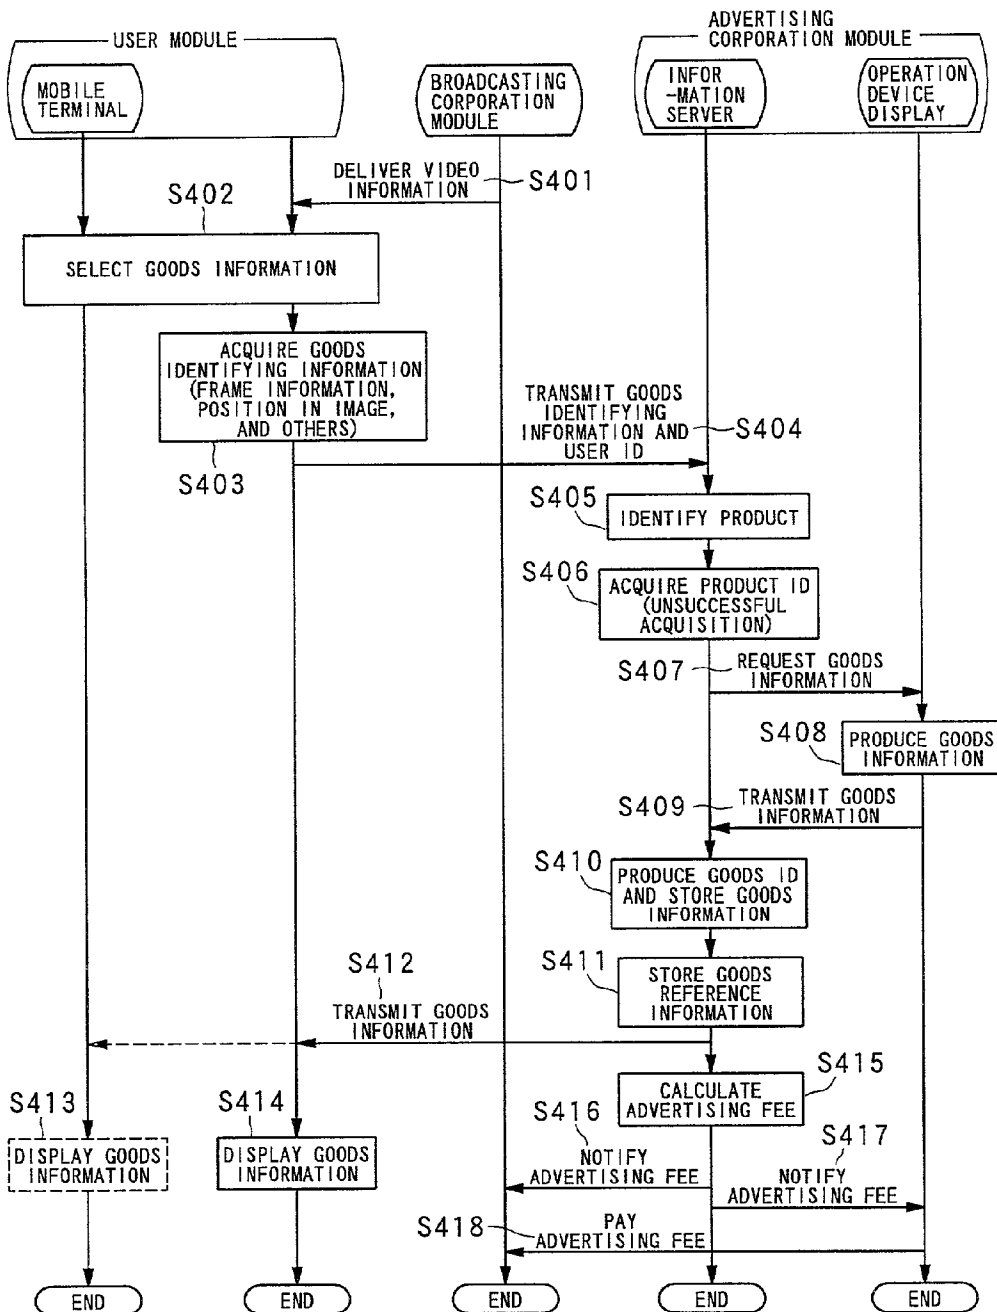 USER MODULE
MOBILE
TERMINAL
BROADCASTING
CORPORATION
MODULE
ADVERTISING
CORPORATION MODULE
INFOR
-MATION
SERVER
OPERATION
DEVICE
DISPLAY
DELIVER VIDEO
INFORMATION
S401
S402
SELECT GOODS INFORMATION
ACQUIRE GOODS
IDENTIFYING INFORMATION
(FRAME INFORMATION,
POSITION IN IMAGE,
AND OTHERS)
S403
TRANSMIT GOODS
IDENTIFYING
INFORMATION AND
USER ID
S404
S405
IDENTIFY PRODUCT
S406
ACQUIRE PRODUCT ID
(UNSUCCESSFUL
ACQUISITION)
S407
REQUEST GOODS
INFORMATION
S408
PRODUCE GOODS
INFORMATION
S409
TRANSMIT GOODS
INFORMATION
S410
PRODUCE GOODS ID
AND STORE GOODS
INFORMATION
S411
STORE GOODS
REFERENCE
INFORMATION
S412
TRANSMIT GOODS
INFORMATION
S413
DISPLAY GOODS
INFORMATION
S414
DISPLAY GOODS
INFORMATION
S415
CALCULATE
ADVERTISING FEE
S416
NOTIFY
ADVERTISING FEE
S417
NOTIFY
ADVERTISING FEE
S418
PAY
ADVERTISING FEE
END
END
END
END
END